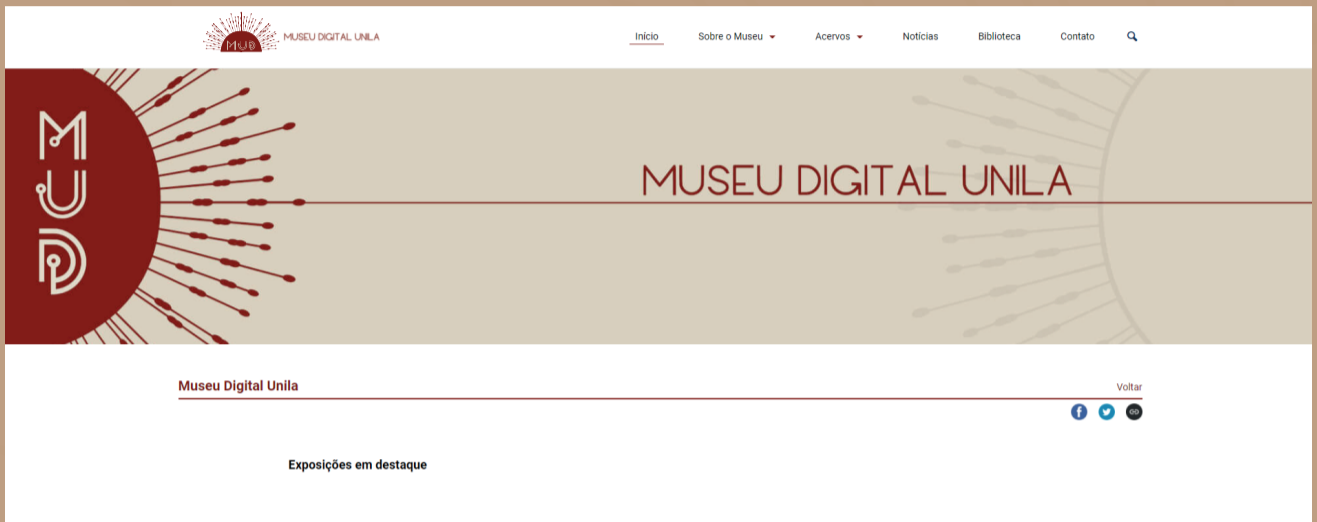 MUD MUSEU DIGITAL UNILA
Início Sobre o Museu Acervos Notícias Biblioteca Contato
MUD
MUSEU DIGITAL UNILA
Museu Digital Unila Voltar
Exposições em destaque